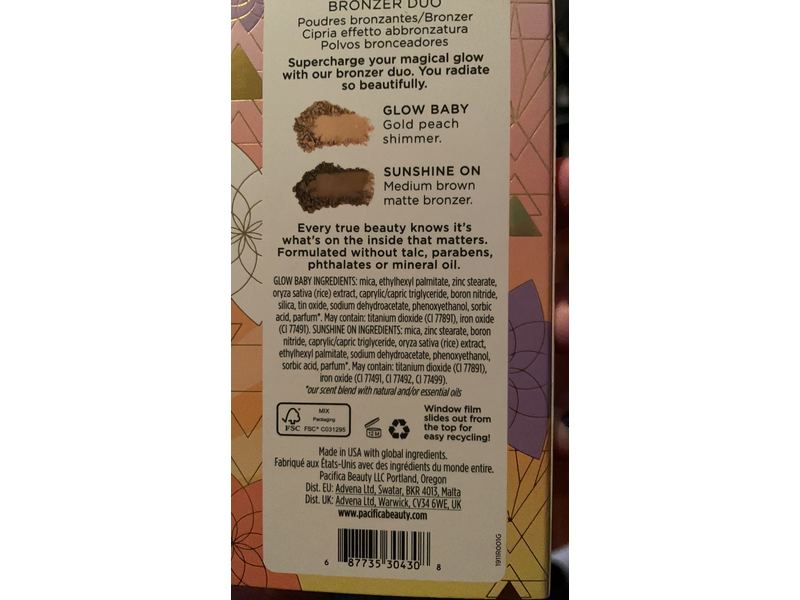 BRONZER DUO
Poudres bronzantes/Bronzer
Cipria effetto abbronzatura
Polvos bronceadores
Supercharge your magical glow
with our bronzer duo. You radiate
so beautifully.
GLOW BABY
Gold peach
shimmer.
SUNSHINE ON
Medium brown
matte bronzer.
Every true beauty knows it's
what's on the inside that matters.
Formulated without talc, parabens,
phthalates or mineral oil.
GLOW BABY INGREDIENTS: mica, ethylhexyl palmitate, zinc stearate,
oryza sativa (rice) extract, caprylic/capric triglyceride, boron nitride,
silica, tin oxide, sodium dehydroacetate, phenoxyethanol, sorbic
acid, parfum*. May contain: titanium dioxide (CI 77891), iron oxide
(CI 77491). SUNSHINE ON INGREDIENTS: mica, zinc stearate, boron
nitride, caprylic/capric triglyceride, oryza sativa (rice) extract,
ethylhexyl palmitate, sodium dehydroacetate, phenoxyethanol,
sorbic acid, parfum*. May contain: titanium dioxide (CI 77891),
iron oxide (CI 77491, CI 77492, CI 77499).
*our scent blend with natural and/or essential oils
FSC
MIX
Packaging
FSC® C031295
12 M
Window film
slides out from
the top for
easy recycling!
Made in USA with global ingredients.
Fabriqué aux États-Unis avec des ingrédients du monde entire.
Pacifica Beauty LLC Portland, Oregon
Dist. EU: Advena Ltd, Swatar, BKR 4013, Malta
Dist. UK: Advena Ltd, Warwick, CV34 6WE, UK
www.pacificabeauty.com
6 87735 30430 8
1911R001G